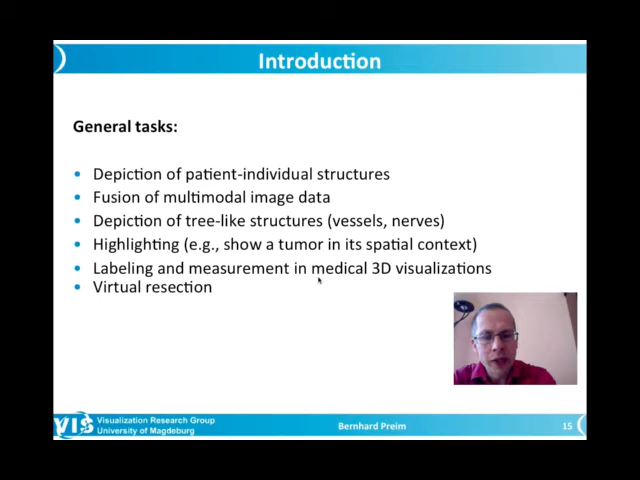 Introduction
General tasks:
• Depiction of patient-individual structures
• Fusion of multimodal image data
• Depiction of tree-like structures (vessels, nerves)
• Highlighting (e.g., show a tumor in its spatial context)
• Labeling and measurement in medical 3D visualizations
• Virtual resection
VIS
Visualization Research Group
University of Magdeburg
Bernhard Preim
15